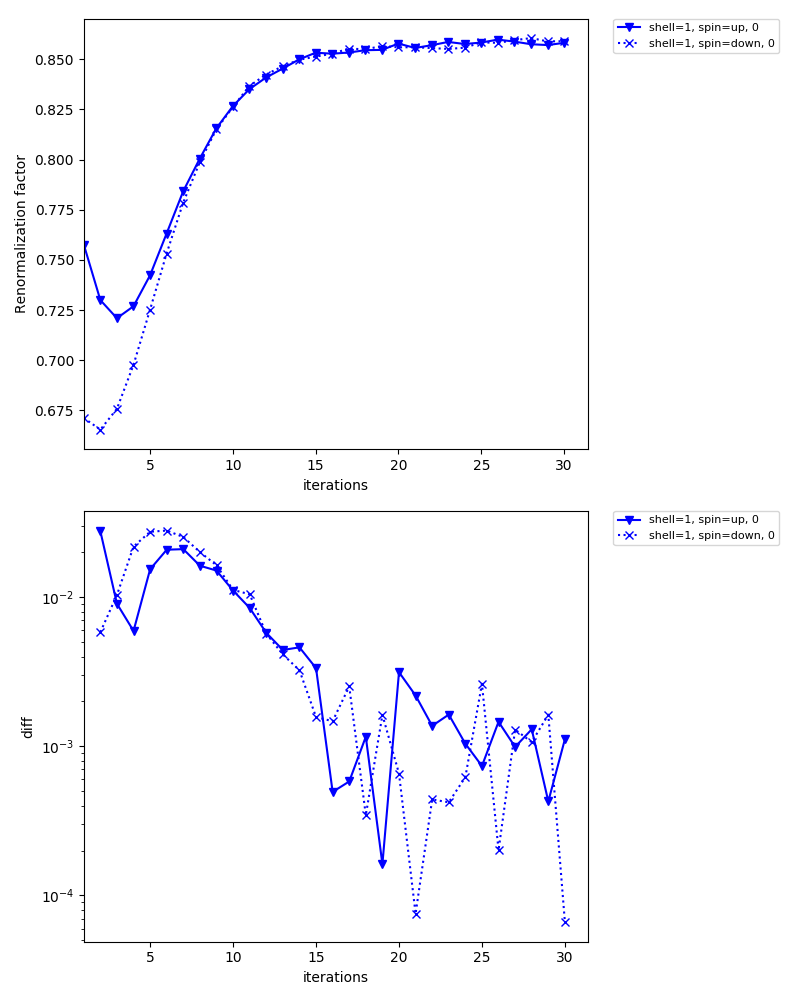 shell=1, spin=up, 0
shell=1, spin=down, 0
Renormalization factor
0.850
0.825
0.800
0.775
0.750
0.725
0.700
0.675
5 10 15 20 25 30
iterations
shell=1, spin=up, 0
shell=1, spin=down, 0
diff
10⁻²
10⁻³
10⁻⁴
5 10 15 20 25 30
iterations